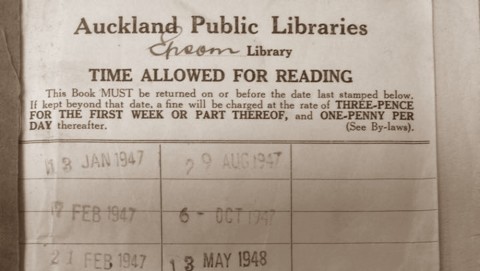 Auckland Public Libraries
Epsom Library
TIME ALLOWED FOR READING
This Book MUST be returned on or before the date last stamped below.
If kept beyond that date, a fine will be charged at the rate of THREE-PENCE
FOR THE FIRST WEEK OR PART THEREOF, and ONE-PENNY PER
DAY thereafter. (See By-laws).
JAN 1947 29 AUG 1947
FEB 1947 6 - OCT 1947
21 FEB 1947 13 MAY 1948